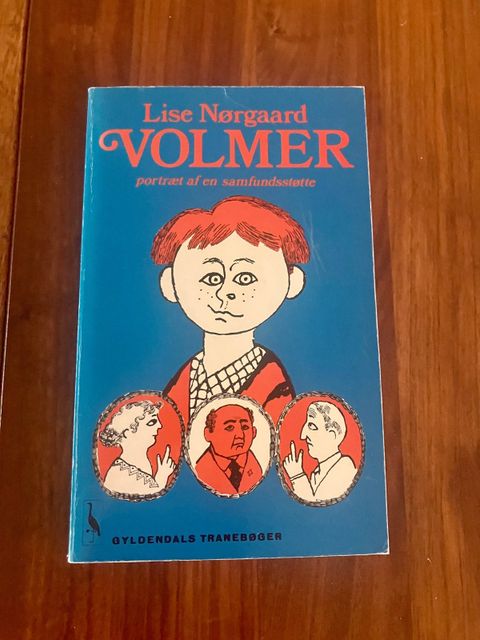 Lise Nørgaard
VOLMER
portræt af en samfundsstøtte
GYLDENDALS TRANEBØGER